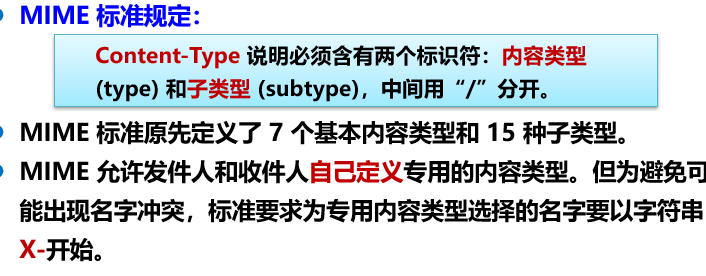 MIME 标准规定：
Content-Type 说明必须含有两个标识符：内容类型
(type) 和子类型 (subtype)，中间用“/”分开。
MIME 标准原先定义了 7 个基本内容类型和 15 种子类型。
MIME 允许发件人和收件人自己定义专用的内容类型。但为避免可
能出现名字冲突，标准要求为专用内容类型选择的名字要以字符串
X-开始。